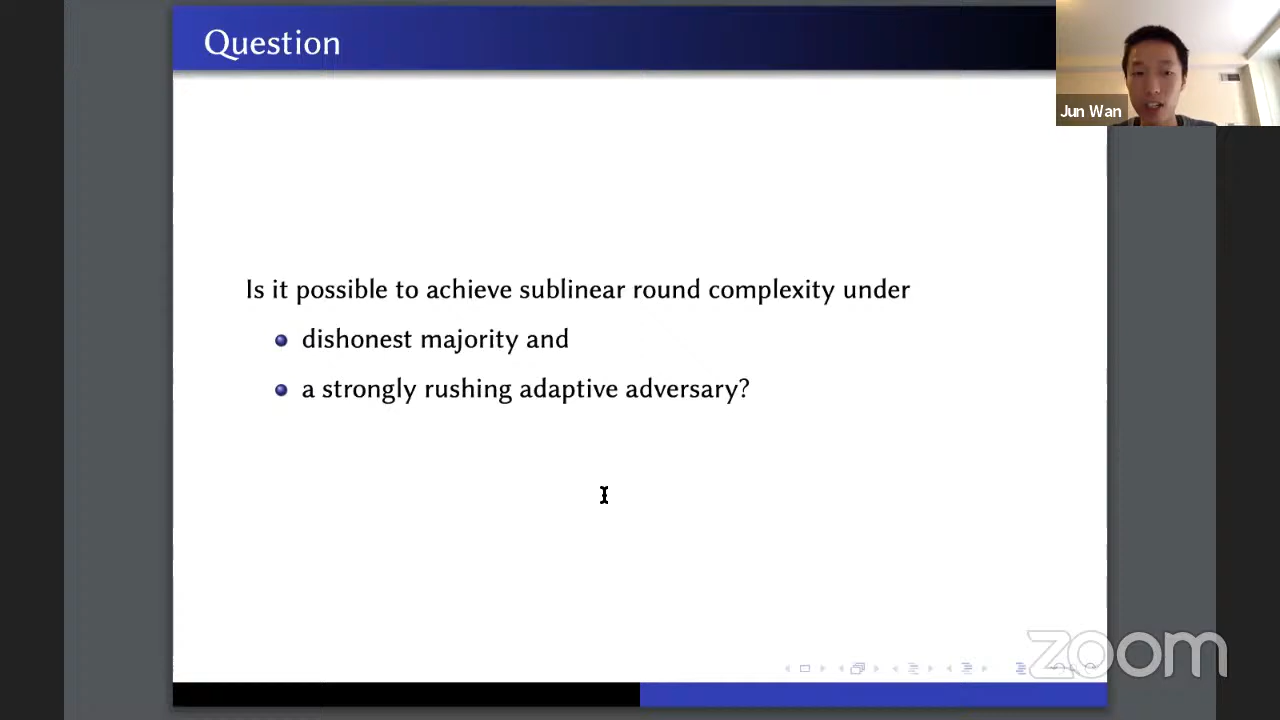 Question
Jun Wan
Is it possible to achieve sublinear round complexity under
dishonest majority and
a strongly rushing adaptive adversary?
zoom